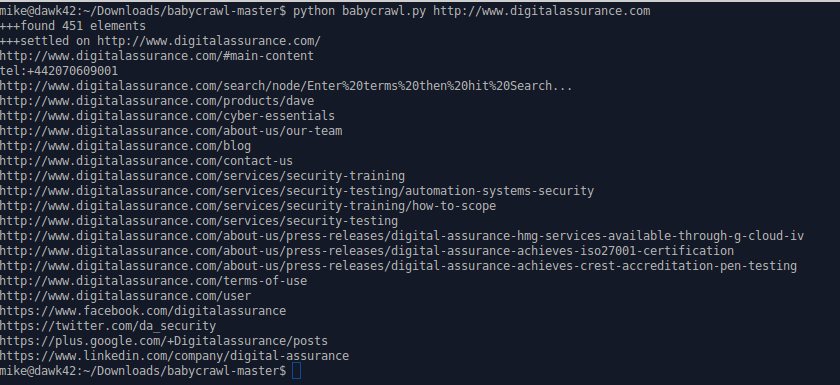 mike@dawk42:~/Downloads/babycrawl-master$ python babycrawl.py http://www.digitalassurance.com
+++found 451 elements
+++settled on http://www.digitalassurance.com/
http://www.digitalassurance.com/#main-content
tel:+442070609001
http://www.digitalassurance.com/search/node/Enter%20terms%20then%20hit%20Search...
http://www.digitalassurance.com/products/dave
http://www.digitalassurance.com/cyber-essentials
http://www.digitalassurance.com/about-us/our-team
http://www.digitalassurance.com/blog
http://www.digitalassurance.com/contact-us
http://www.digitalassurance.com/services/security-training
http://www.digitalassurance.com/services/security-testing/automation-systems-security
http://www.digitalassurance.com/services/security-training/how-to-scope
http://www.digitalassurance.com/services/security-testing
http://www.digitalassurance.com/about-us/press-releases/digital-assurance-hmg-services-available-through-g-cloud-iv
http://www.digitalassurance.com/about-us/press-releases/digital-assurance-achieves-iso27001-certification
http://www.digitalassurance.com/about-us/press-releases/digital-assurance-achieves-crest-accreditation-pen-testing
http://www.digitalassurance.com/terms-of-use
http://www.digitalassurance.com/user
https://www.facebook.com/digitalassurance
https://twitter.com/da_security
https://plus.google.com/+Digitalassurance/posts
https://www.linkedin.com/company/digital-assurance
mike@dawk42:~/Downloads/babycrawl-master$